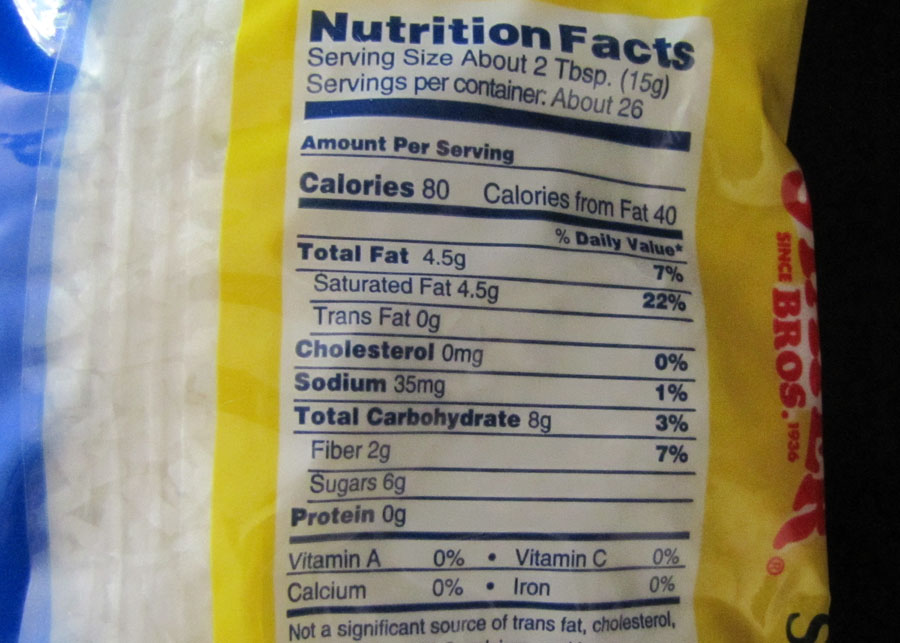 Nutrition Facts
Serving Size About 2 Tbsp. (15g)
Servings per container: About 26
Amount Per Serving
Calories 80 Calories from Fat 40
% Daily Value*
Total Fat 4.5g 7%
Saturated Fat 4.5g 22%
Trans Fat 0g
Cholesterol 0mg 0%
Sodium 35mg 1%
Total Carbohydrate 8g 3%
Fiber 2g 7%
Sugars 6g
Protein 0g
Vitamin A 0% • Vitamin C 0%
Calcium 0% • Iron 0%
Not a significant source of trans fat, cholesterol,
SINCE BROS. 1936